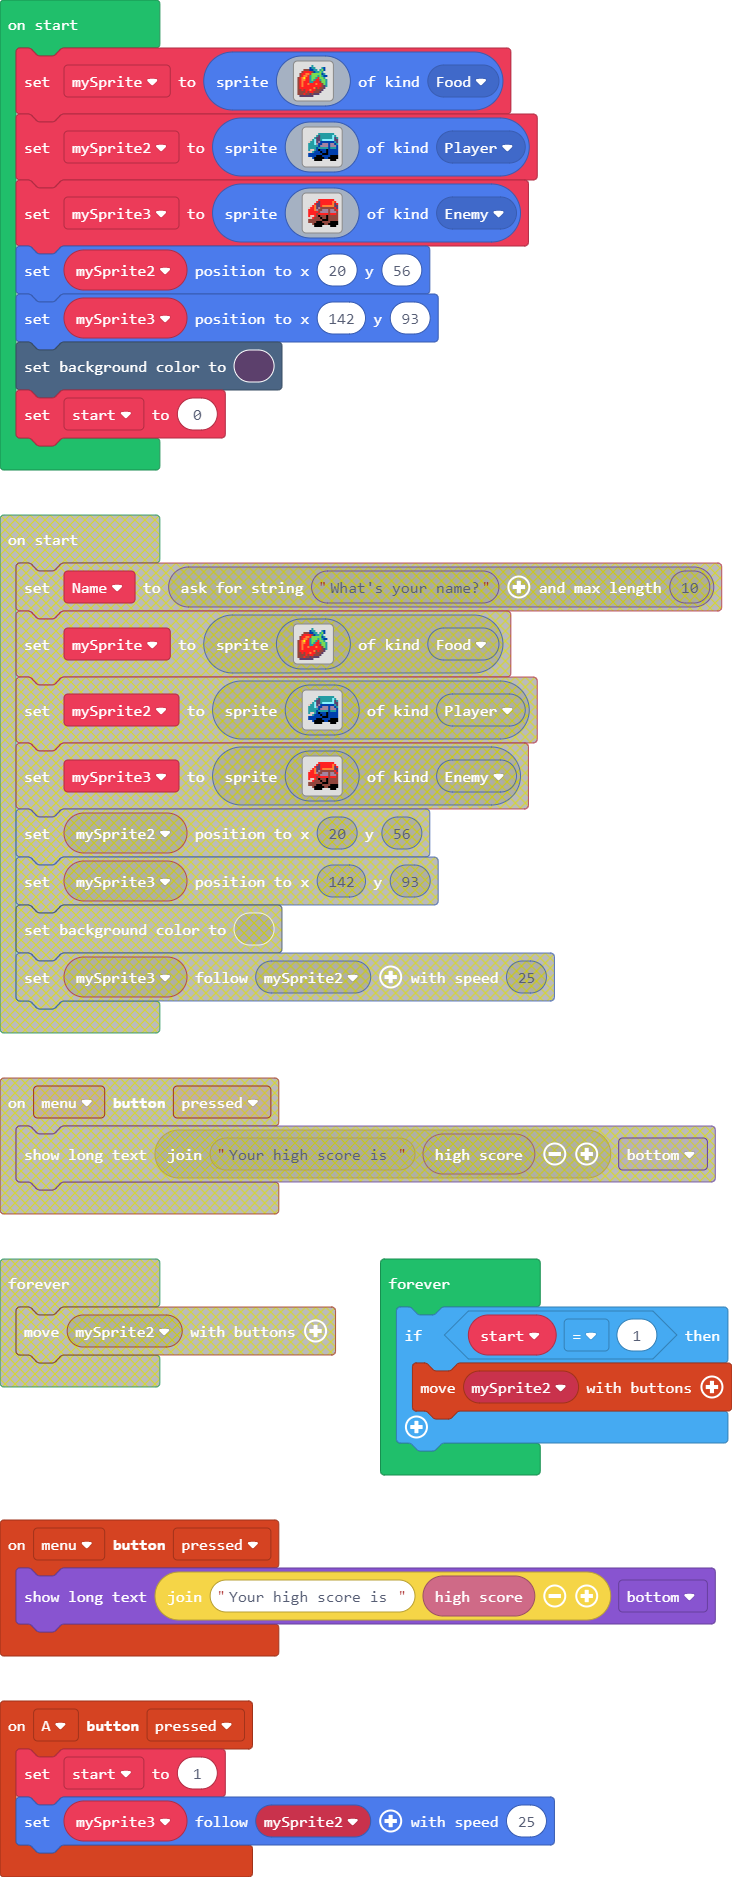 on start
set mySprite to sprite of kind Food
set mySprite2 to sprite of kind Player
set mySprite3 to sprite of kind Enemy
set mySprite2 position to x 20 y 56
set mySprite3 position to x 142 y 93
set background color to
set start to 0
on start
set Name to ask for string "What's your name?" and max length 10
set mySprite to sprite of kind Food
set mySprite2 to sprite of kind Player
set mySprite3 to sprite of kind Enemy
set mySprite2 position to x 20 y 56
set mySprite3 position to x 142 y 93
set background color to
set mySprite3 follow mySprite2 with speed 25
on menu button pressed
show long text join "Your high score is " high score bottom
forever
move mySprite2 with buttons
forever
if start = 1 then
move mySprite2 with buttons
on menu button pressed
show long text join "Your high score is " high score bottom
on A button pressed
set start to 1
set mySprite3 follow mySprite2 with speed 25